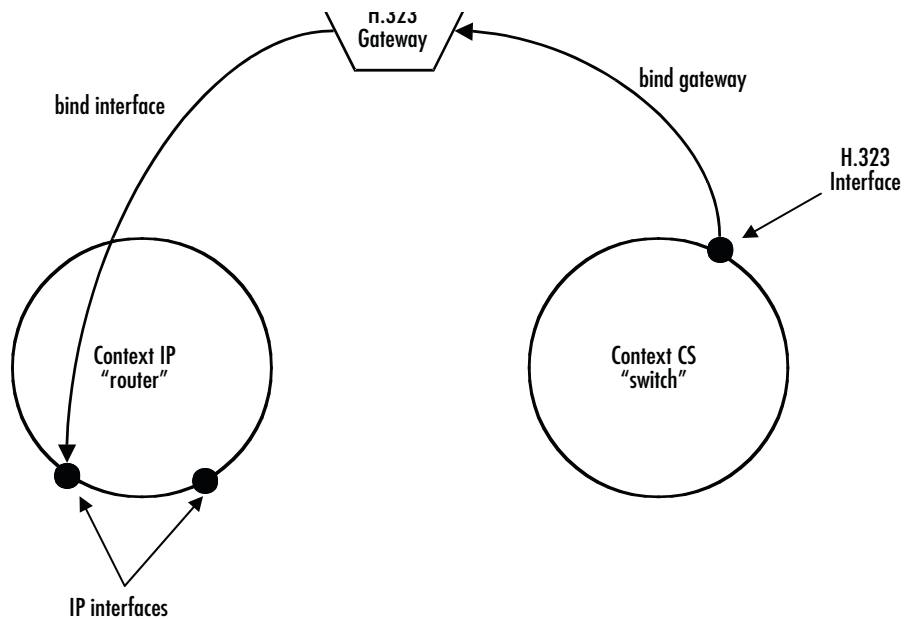 H.323
Gateway
bind interface
bind gateway
H.323
Interface
Context IP
“router”
Context CS
“switch”
IP interfaces